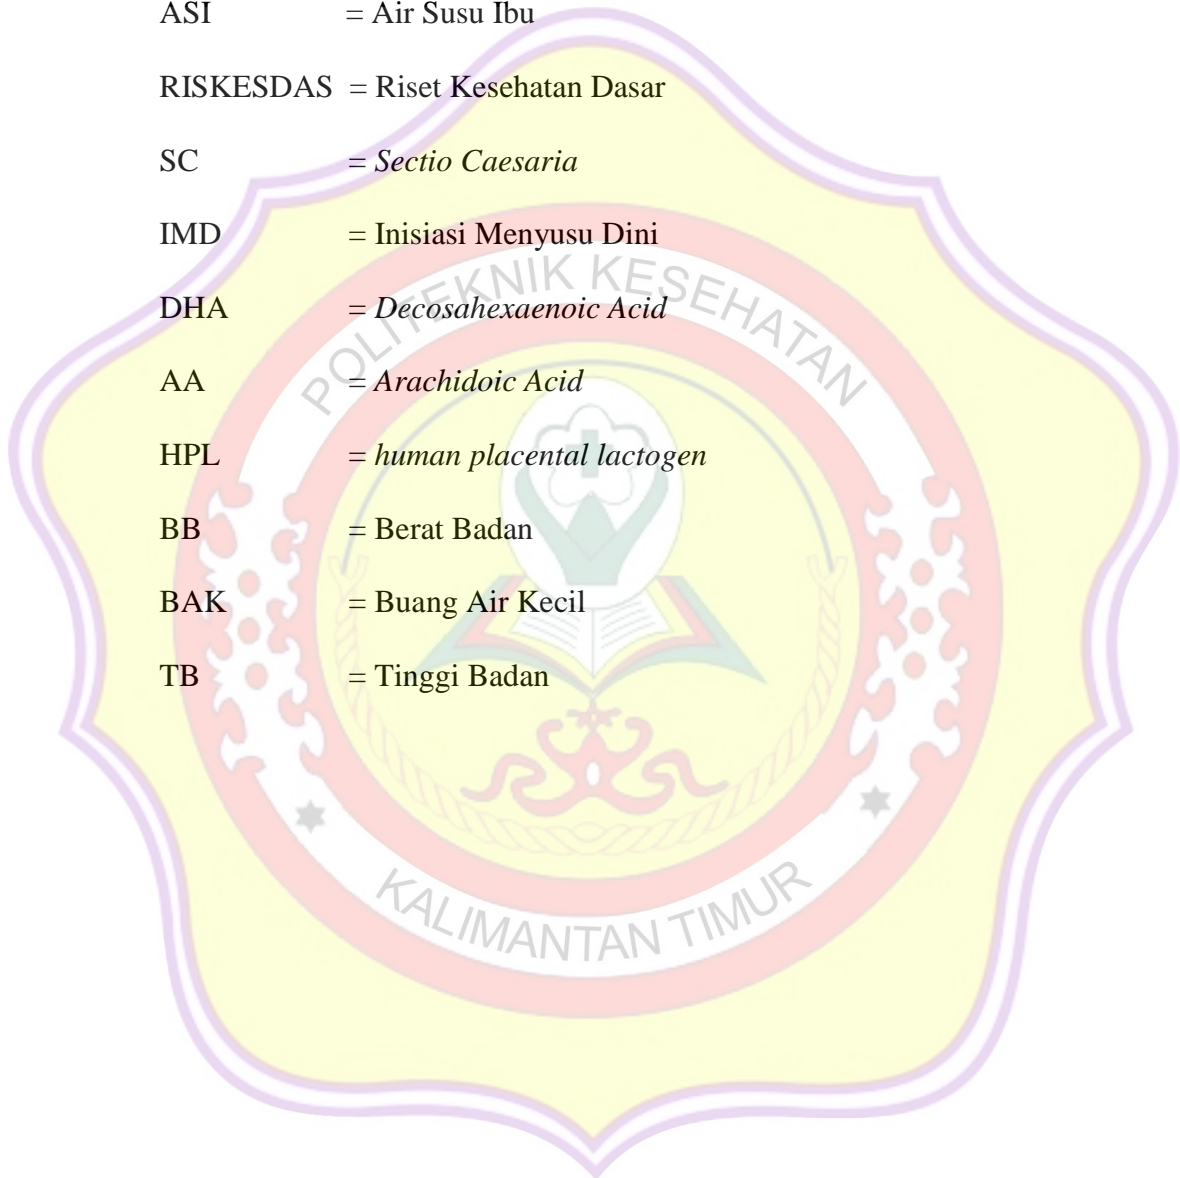 ASI = Air Susu Ibu
RISKESDAS = Riset Kesehatan Dasar
SC = Sectio Caesaria
IMD = Inisiasi Menyusu Dini
POLITEKNIK KESEHATAN
DHA = Decosahexaenoic Acid
AA = Arachidoic Acid
HPL = human placental lactogen
BB = Berat Badan
BAK = Buang Air Kecil
TB = Tinggi Badan
KALIMANTAN TIMUR